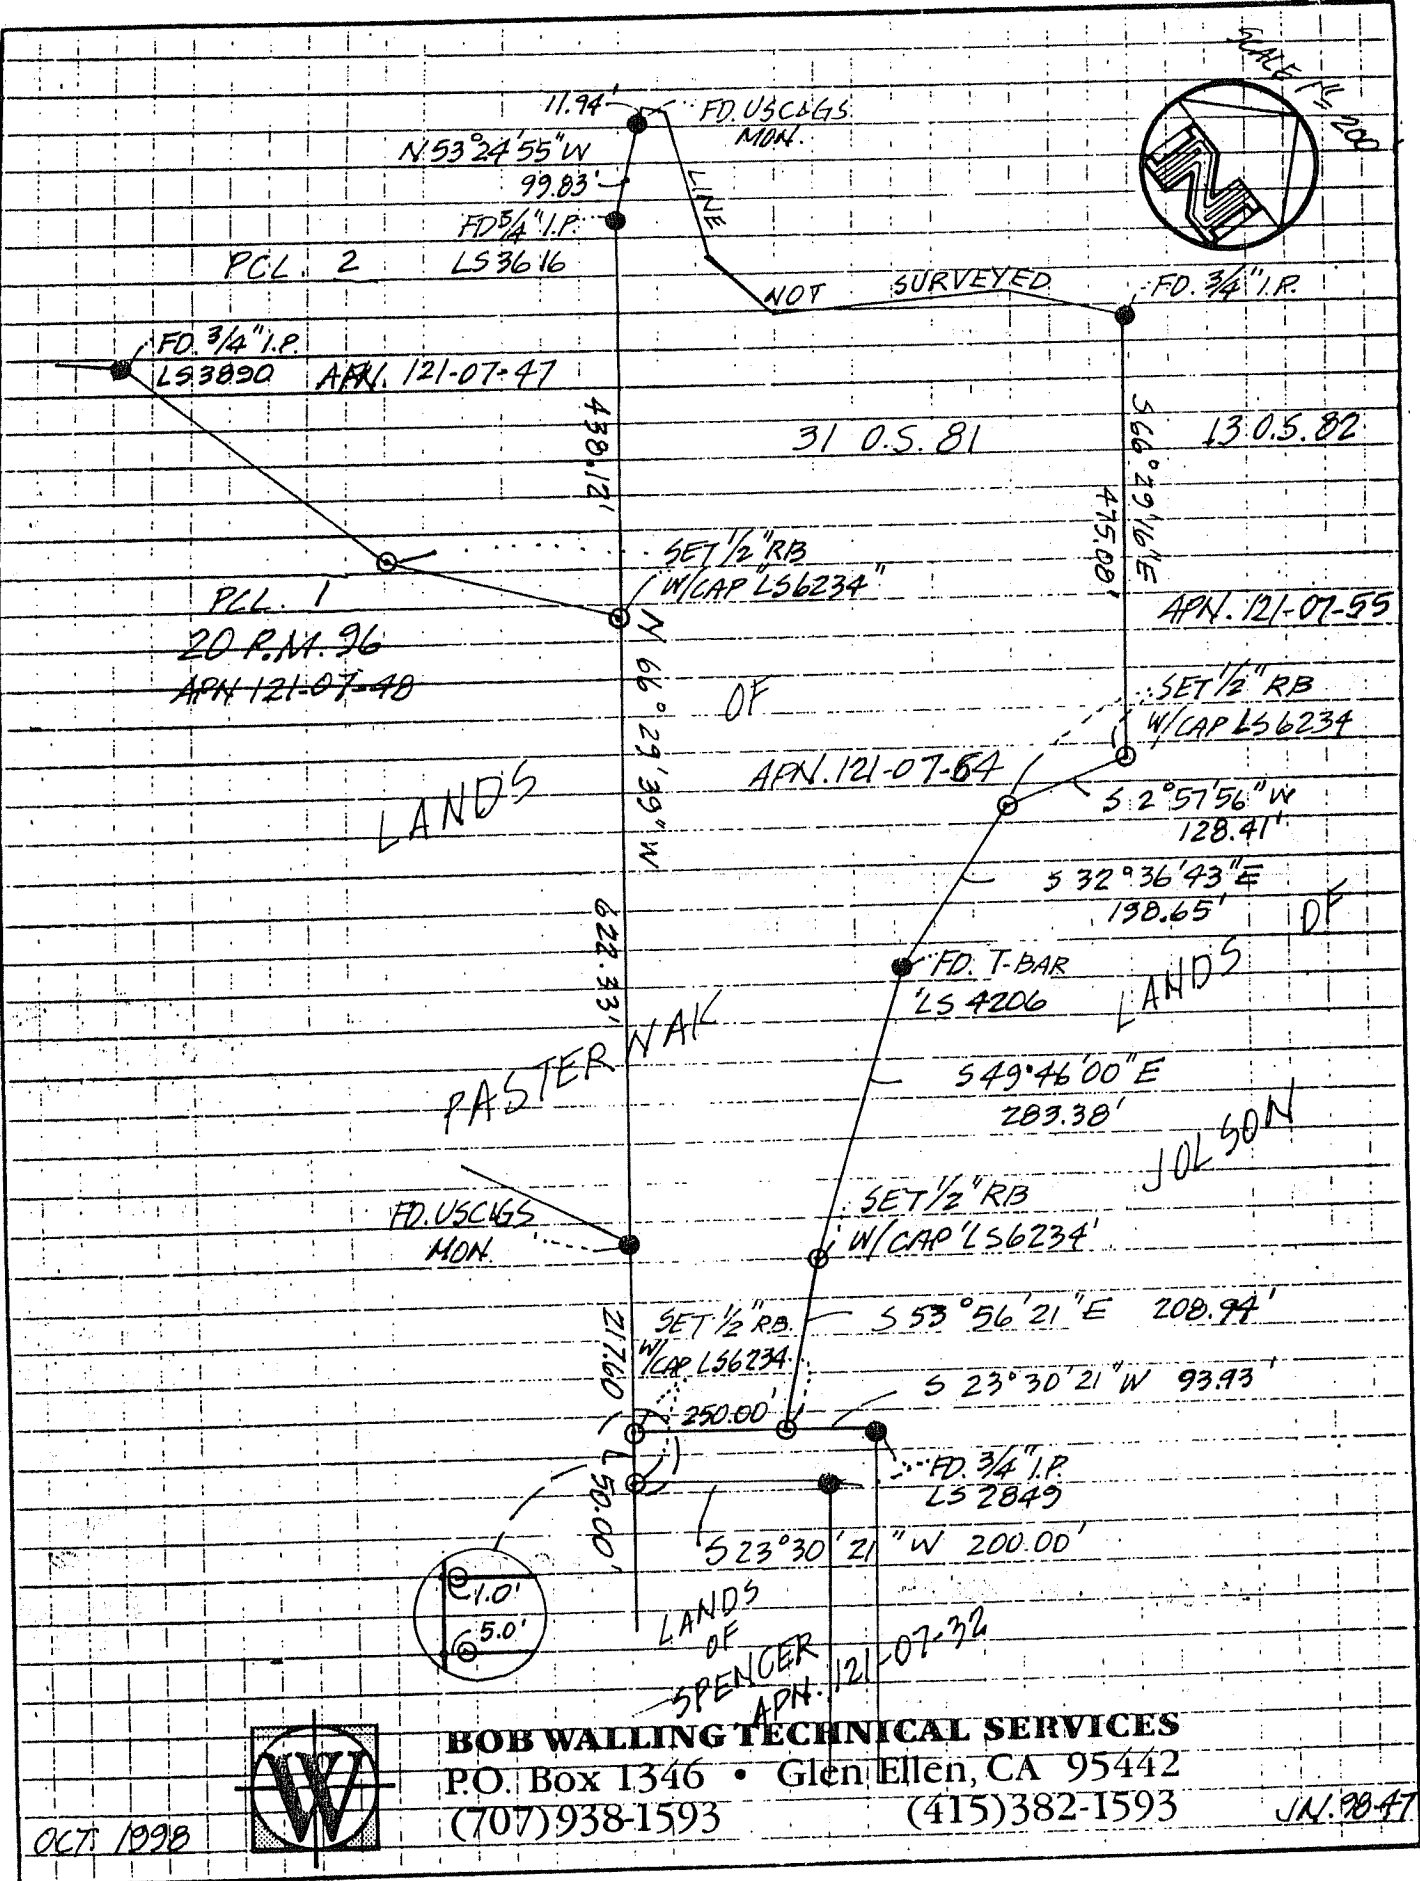 SCALE 1"= 200'
11.94'
FD. USC&GS
MON.
N 53°24'55" W
99.83'
LINE
FD 3/4" I.P.
LS 3616
PCL. 2
NOT SURVEYED
FD. 3/4" I.P.
FD. 3/4" I.P.
LS3890
APN. 121-07-47
438.12'
31 O.S. 81
S 66°29'16" E
475.08'
13 O.S. 82
SET 1/2" RB
W/CAP "LS6234"
PCL. 1
20 P.M. 96
APN 121-07-48
N 66°29'39" W
APN. 121-07-55
OF
SET 1/2" RB
W/CAP LS6234
APN. 121-07-64
LANDS
S 2°57'56" W
128.41'
S 32°36'43" E
198.65'
OF
622.33'
FD. T-BAR
'LS 4206
LANDS
PASTERNAK
S 49°46'00" E
283.38'
JOLSON
FD. USC&GS
MON.
SET 1/2" RB
W/CAP 'LS6234'
217.60'
SET 1/2" RB.
W/CAP LS6234
S 53°56'21" E 208.94'
S 23°30'21" W 93.93'
250.00'
FD. 3/4" I.P.
LS 2849
50.00'
S 23°30'21" W 200.00'
1.0'
5.0'
LANDS
OF
SPENCER
APN. 121-07-32
W
BOB WALLING TECHNICAL SERVICES
P.O. Box 1346 • Glen Ellen, CA 95442
(707)938-1593 (415)382-1593
OCT. 1998
J.N. 98-47